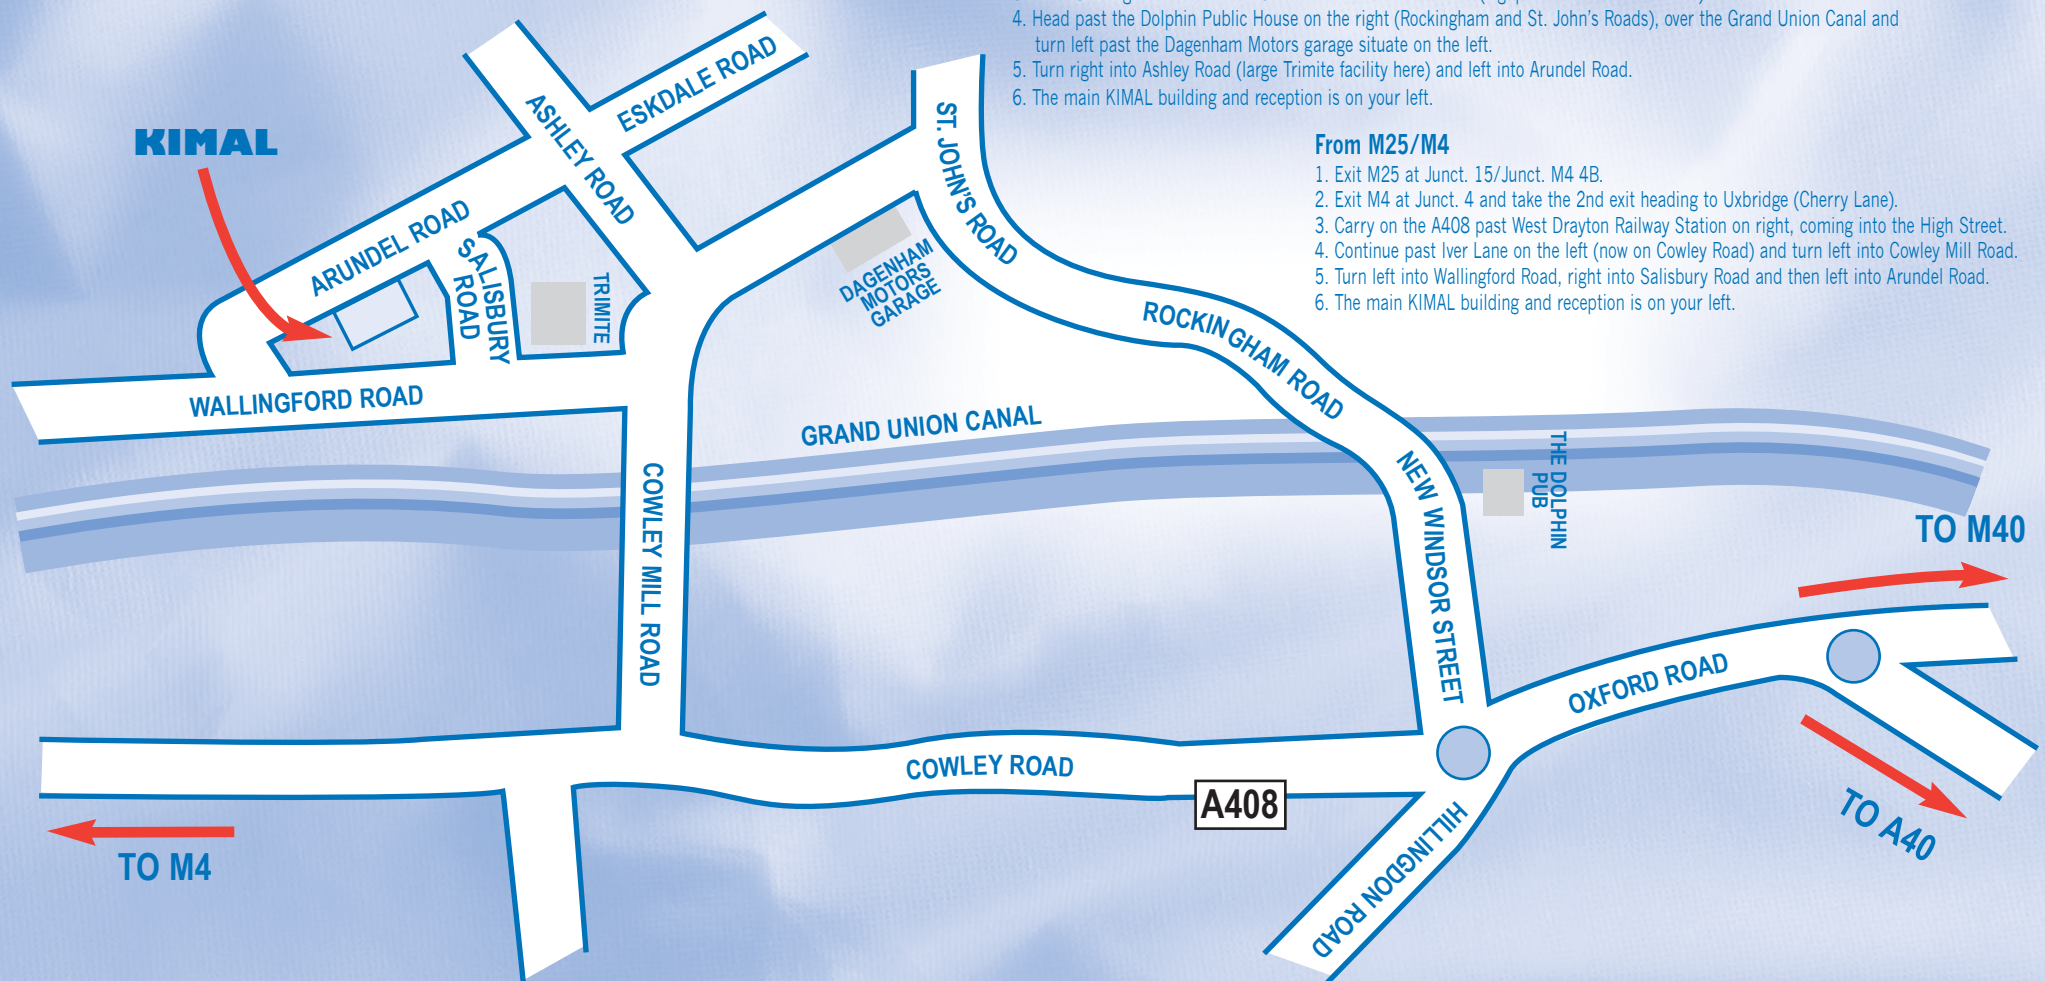 4. Head past the Dolphin Public House on the right (Rockingham and St. John's Roads), over the Grand Union Canal and
turn left past the Dagenham Motors garage situate on the left.
5. Turn right into Ashley Road (large Trimite facility here) and left into Arundel Road.
6. The main KIMAL building and reception is on your left.
From M25/M4
1. Exit M25 at Junct. 15/Junct. M4 4B.
2. Exit M4 at Junct. 4 and take the 2nd exit heading to Uxbridge (Cherry Lane).
3. Carry on the A408 past West Drayton Railway Station on right, coming into the High Street.
4. Continue past Iver Lane on the left (now on Cowley Road) and turn left into Cowley Mill Road.
5. Turn left into Wallingford Road, right into Salisbury Road and then left into Arundel Road.
6. The main KIMAL building and reception is on your left.
KIMAL
ASHLEY ROAD
ESKDALE ROAD
ARUNDEL ROAD
SALISBURY
ROAD
TRIMITE
ST. JOHN'S ROAD
DAGENHAM
MOTORS
GARAGE
ROCKINGHAM ROAD
WALLINGFORD ROAD
GRAND UNION CANAL
COWLEY MILL ROAD
NEW WINDSOR STREET
THE DOLPHIN
PUB
TO M40
OXFORD ROAD
COWLEY ROAD
A408
HILLINGDON ROAD
TO A40
TO M4